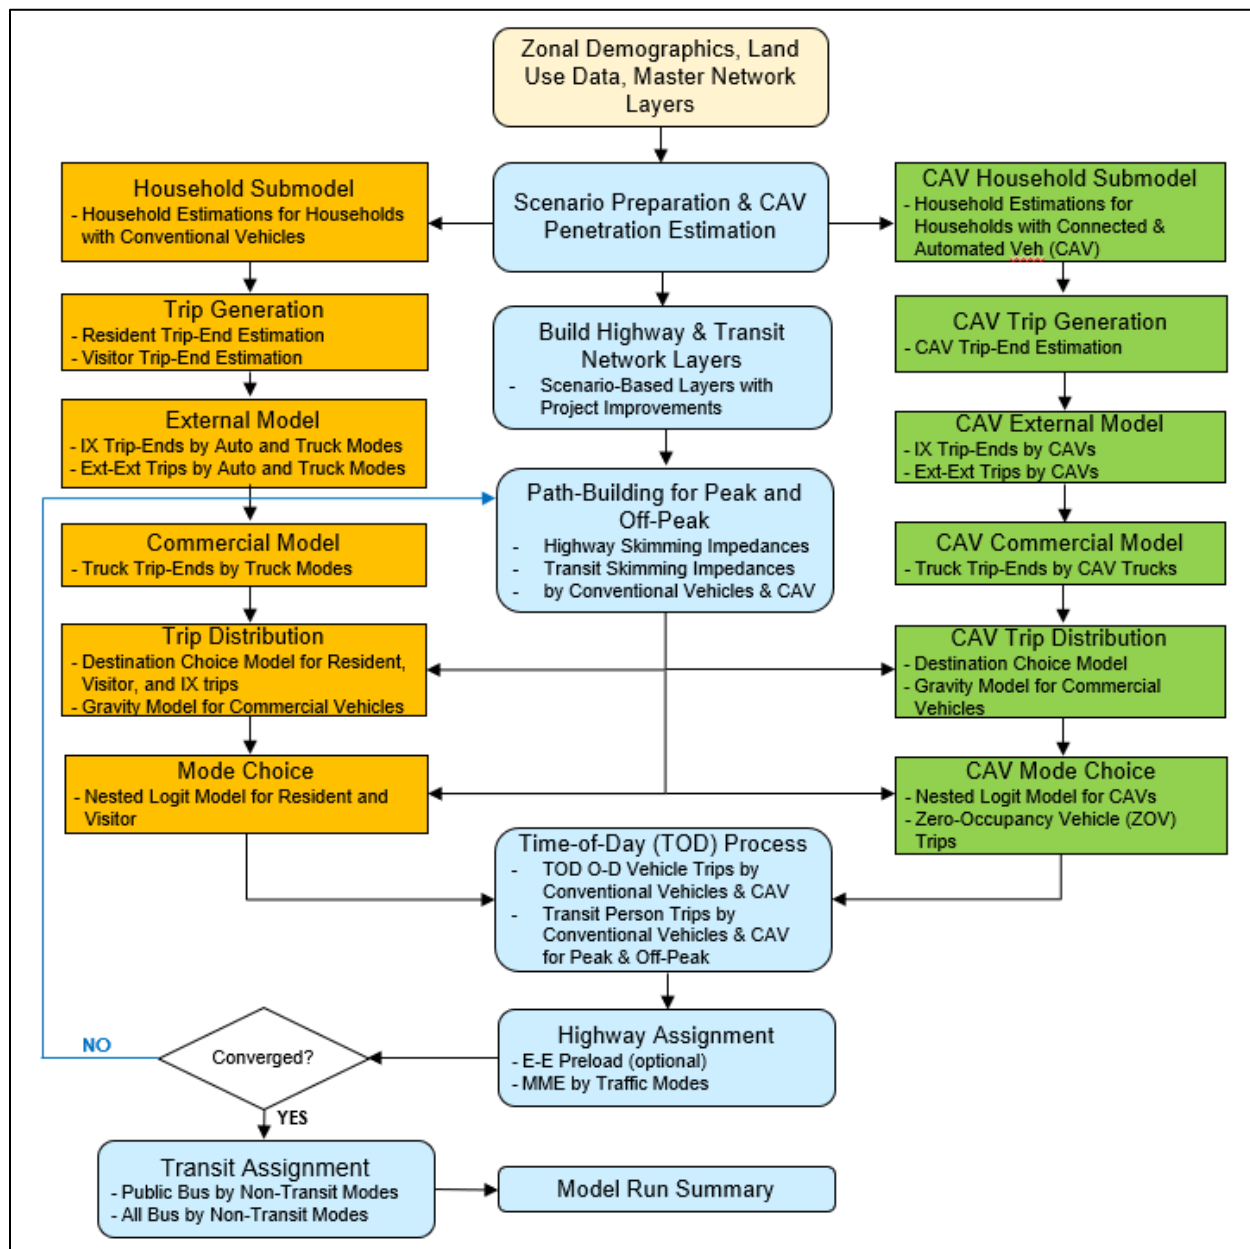 Zonal Demographics, Land
Use Data, Master Network
Layers
Household Submodel
- Household Estimations for Households
with Conventional Vehicles
Scenario Preparation & CAV
Penetration Estimation
CAV Household Submodel
- Household Estimations for
Households with Connected &
Automated Veh (CAV)
Trip Generation
- Resident Trip-End Estimation
- Visitor Trip-End Estimation
Build Highway & Transit
Network Layers
- Scenario-Based Layers with
Project Improvements
CAV Trip Generation
- CAV Trip-End Estimation
External Model
- IX Trip-Ends by Auto and Truck Modes
- Ext-Ext Trips by Auto and Truck Modes
CAV External Model
- IX Trip-Ends by CAVs
- Ext-Ext Trips by CAVs
Path-Building for Peak and
Off-Peak
- Highway Skimming Impedances
- Transit Skimming Impedances
- by Conventional Vehicles & CAV
Commercial Model
- Truck Trip-Ends by Truck Modes
CAV Commercial Model
- Truck Trip-Ends by CAV Trucks
Trip Distribution
- Destination Choice Model for Resident,
Visitor, and IX trips
- Gravity Model for Commercial Vehicles
CAV Trip Distribution
- Destination Choice Model
- Gravity Model for Commercial
Vehicles
Mode Choice
- Nested Logit Model for Resident and
Visitor
CAV Mode Choice
- Nested Logit Model for CAVs
- Zero-Occupancy Vehicle (ZOV)
Trips
Time-of-Day (TOD) Process
- TOD O-D Vehicle Trips by
Conventional Vehicles & CAV
- Transit Person Trips by
Conventional Vehicles & CAV
for Peak & Off-Peak
Highway Assignment
- E-E Preload (optional)
- MME by Traffic Modes
Converged?
NO
YES
Transit Assignment
- Public Bus by Non-Transit Modes
- All Bus by Non-Transit Modes
Model Run Summary